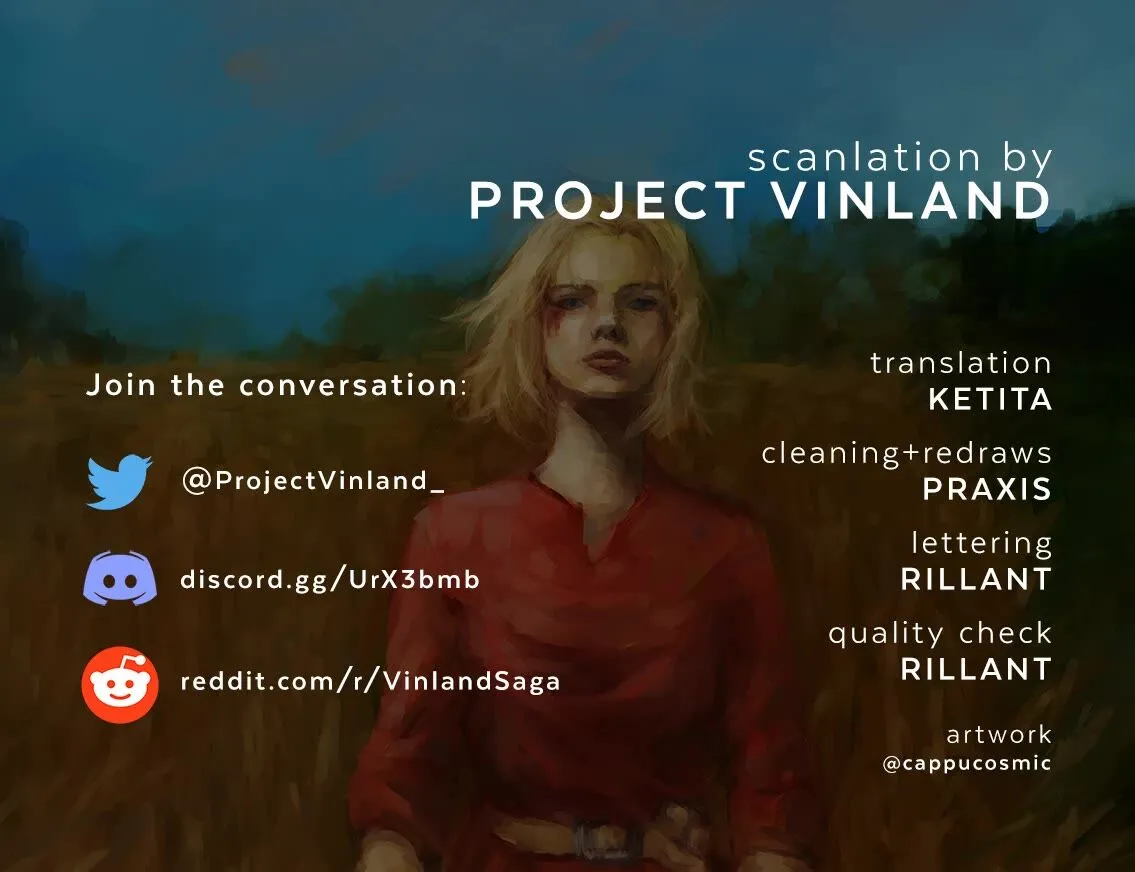 scanlation by
PROJECT VINLAND
Join the conversation:
@ProjectVinland_
discord.gg/UrX3bmb
reddit.com/r/VinlandSaga
translation
KETITA
cleaning+redraws
PRAXIS
lettering
RILLANT
quality check
RILLANT
artwork
@cappucosmic